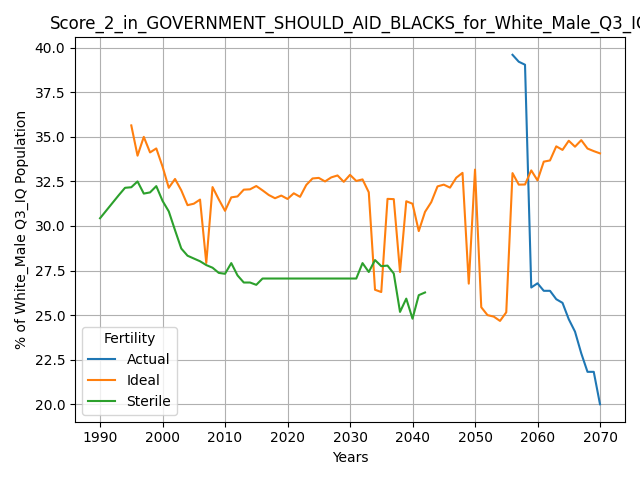 Score_2_in_GOVERNMENT_SHOULD_AID_BLACKS_for_White_Male_Q3_IQ
40.0
37.5
35.0
32.5
30.0
27.5
25.0
22.5
20.0
% of White_Male Q3_IQ Population
Fertility
Actual
Ideal
Sterile
1990 2000 2010 2020 2030 2040 2050 2060 2070
Years